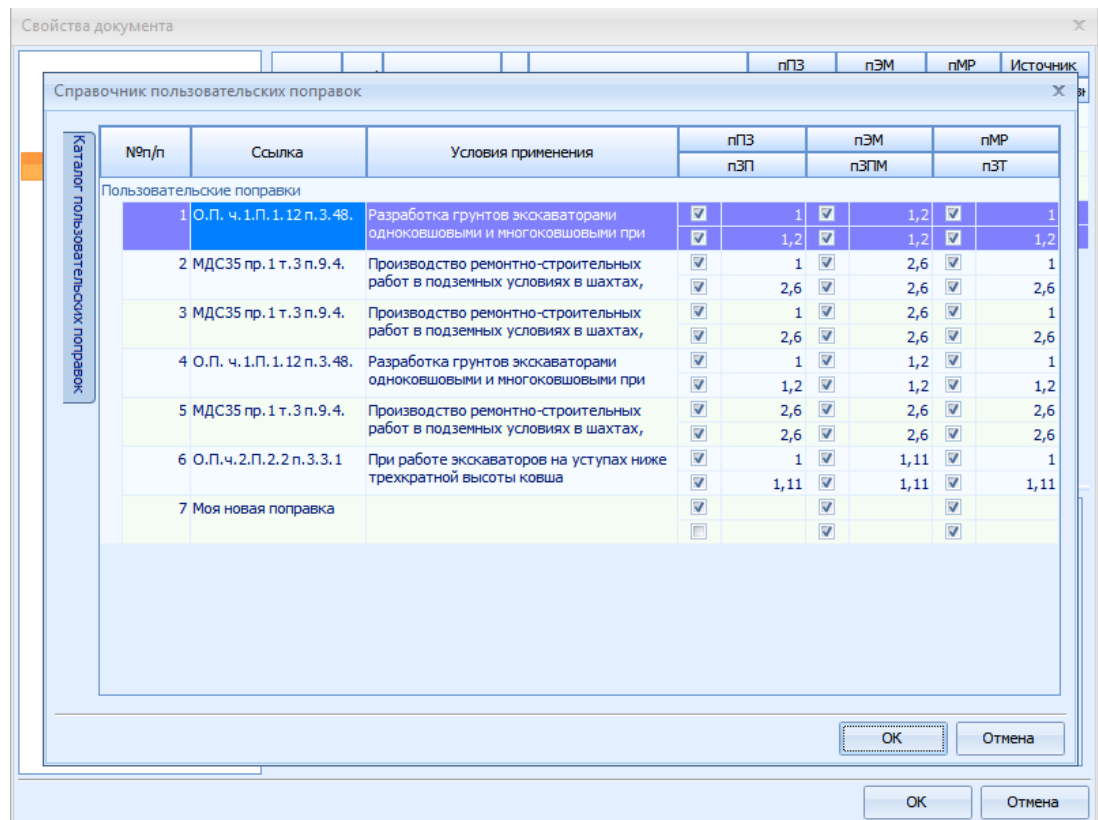 Свойства документа
пПЗ пЭМ пМР Источник
Справочник пользовательских поправок
Каталог пользовательских поправок
№п/п Ссылка Условия применения пПЗ пЭМ пМР
пЗП пЗПМ пЗТ
Пользовательские поправки
1 О.П. ч.1.П.1.12 п.3.48. Разработка грунтов экскаваторами 1 1,2 1
одноковшовыми и многоковшовыми при 1,2 1,2 1,2
2 МДС35 пр.1 т.3 п.9.4. Производство ремонтно-строительных 1 2,6 1
работ в подземных условиях в шахтах, 2,6 2,6 2,6
3 МДС35 пр.1 т.3 п.9.4. Производство ремонтно-строительных 1 2,6 1
работ в подземных условиях в шахтах, 2,6 2,6 2,6
4 О.П. ч.1.П.1.12 п.3.48. Разработка грунтов экскаваторами 1 1,2 1
одноковшовыми и многоковшовыми при 1,2 1,2 1,2
5 МДС35 пр.1 т.3 п.9.4. Производство ремонтно-строительных 2,6 2,6 2,6
работ в подземных условиях в шахтах, 2,6 2,6 2,6
6 О.П.ч.2.П.2.2 п.3.3.1 При работе экскаваторов на уступах ниже 1 1,11 1
трехкратной высоты ковша 1,11 1,11 1,11
7 Моя новая поправка
ОК Отмена
ОК Отмена